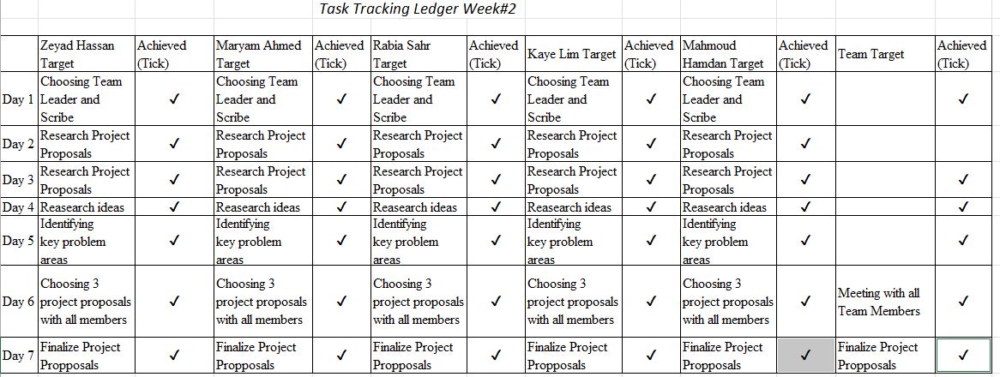 Task Tracking Ledger Week#2
Zeyad Hassan Target Achieved (Tick) Maryam Ahmed Target Achieved (Tick) Rabia Sahr Target Achieved (Tick) Kaye Lim Target Achieved (Tick) Mahmoud Hamdan Target Achieved (Tick) Team Target Achieved (Tick)
Day 1 Choosing Team Leader and Scribe ✓ Choosing Team Leader and Scribe ✓ Choosing Team Leader and Scribe ✓ Choosing Team Leader and Scribe ✓ Choosing Team Leader and Scribe ✓ ✓
Day 2 Research Project Proposals ✓ Research Project Proposals ✓ Research Project Proposals ✓ Research Project Proposals ✓ Research Project Proposals ✓
Day 3 Research Project Proposals ✓ Research Project Proposals ✓ Research Project Proposals ✓ Research Project Proposals ✓ Research Project Proposals ✓ ✓
Day 4 Reasearch ideas ✓ Reasearch ideas ✓ Reasearch ideas ✓ Reasearch ideas ✓ Reasearch ideas ✓ ✓
Day 5 Identifying key problem areas ✓ Identifying key problem areas ✓ Identifying key problem areas ✓ Identifying key problem areas ✓ Identifying key problem areas ✓ ✓
Day 6 Choosing 3 project proposals with all members ✓ Choosing 3 project proposals with all members ✓ Choosing 3 project proposals with all members ✓ Choosing 3 project proposals with all members ✓ Choosing 3 project proposals with all members ✓ Meeting with all Team Members ✓
Day 7 Finalize Project Propposals ✓ Finalize Project Propposals ✓ Finalize Project Propposals ✓ Finalize Project Propposals ✓ Finalize Project Propposals ✓ Finalize Project Propposals ✓